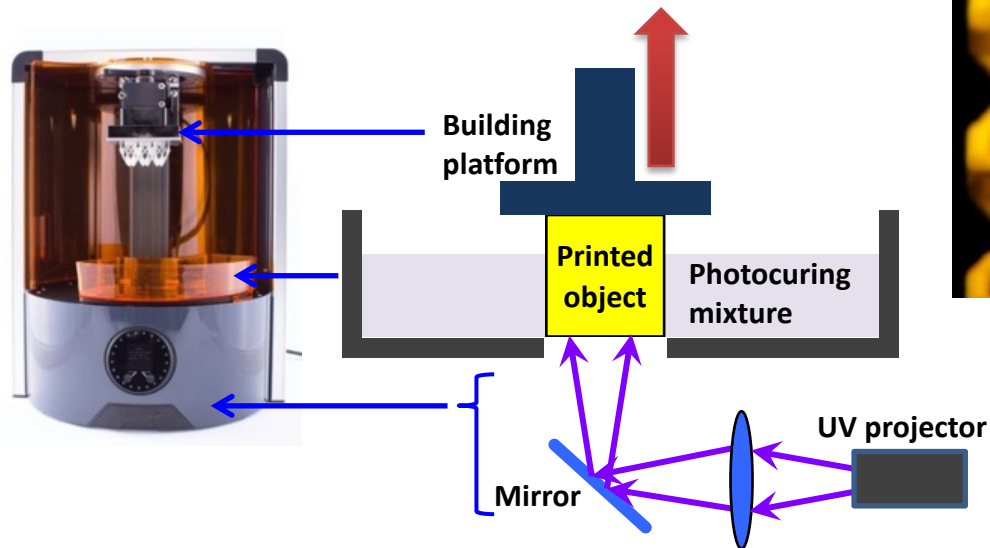 Building
platform
Printed
object
Photocuring
mixture
UV projector
Mirror